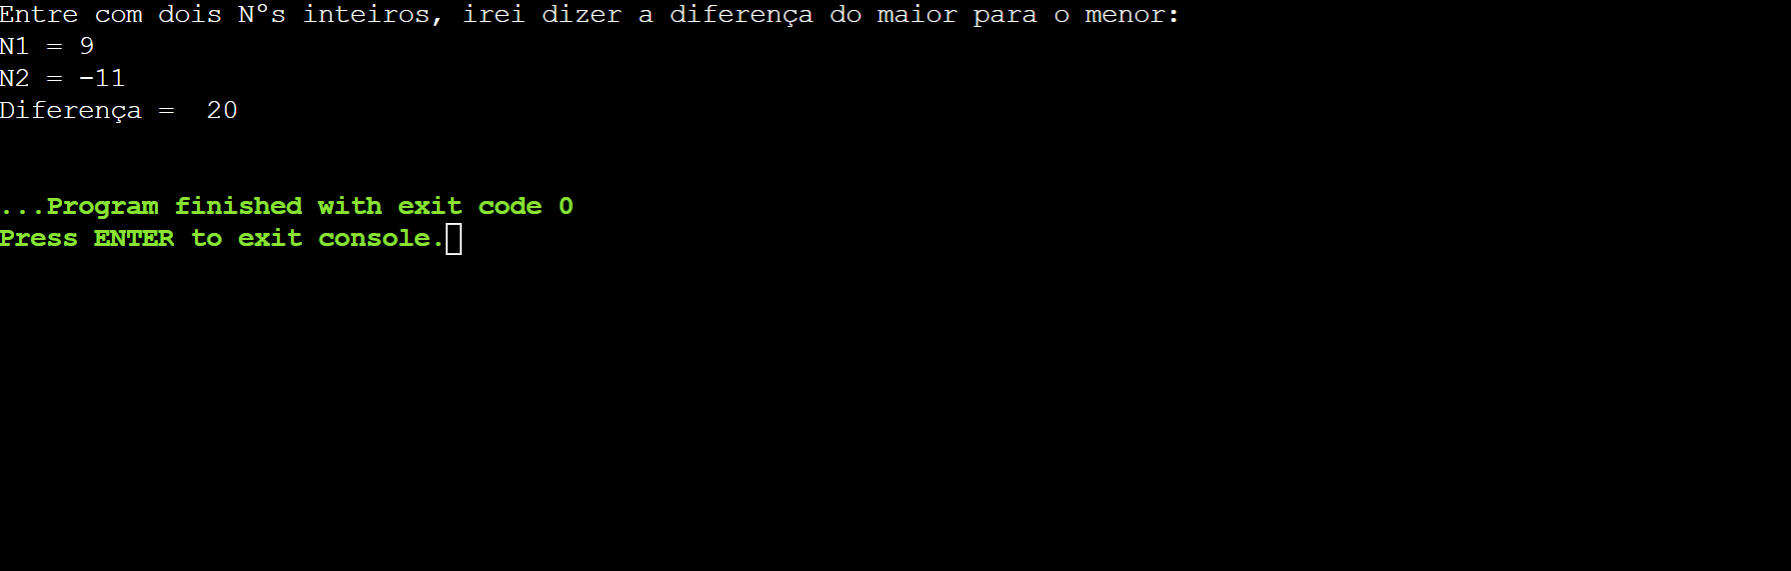 Entre com dois Nºs inteiros, irei dizer a diferença do maior para o menor:
N1 = 9
N2 = -11
Diferença =  20
...Program finished with exit code 0
Press ENTER to exit console.